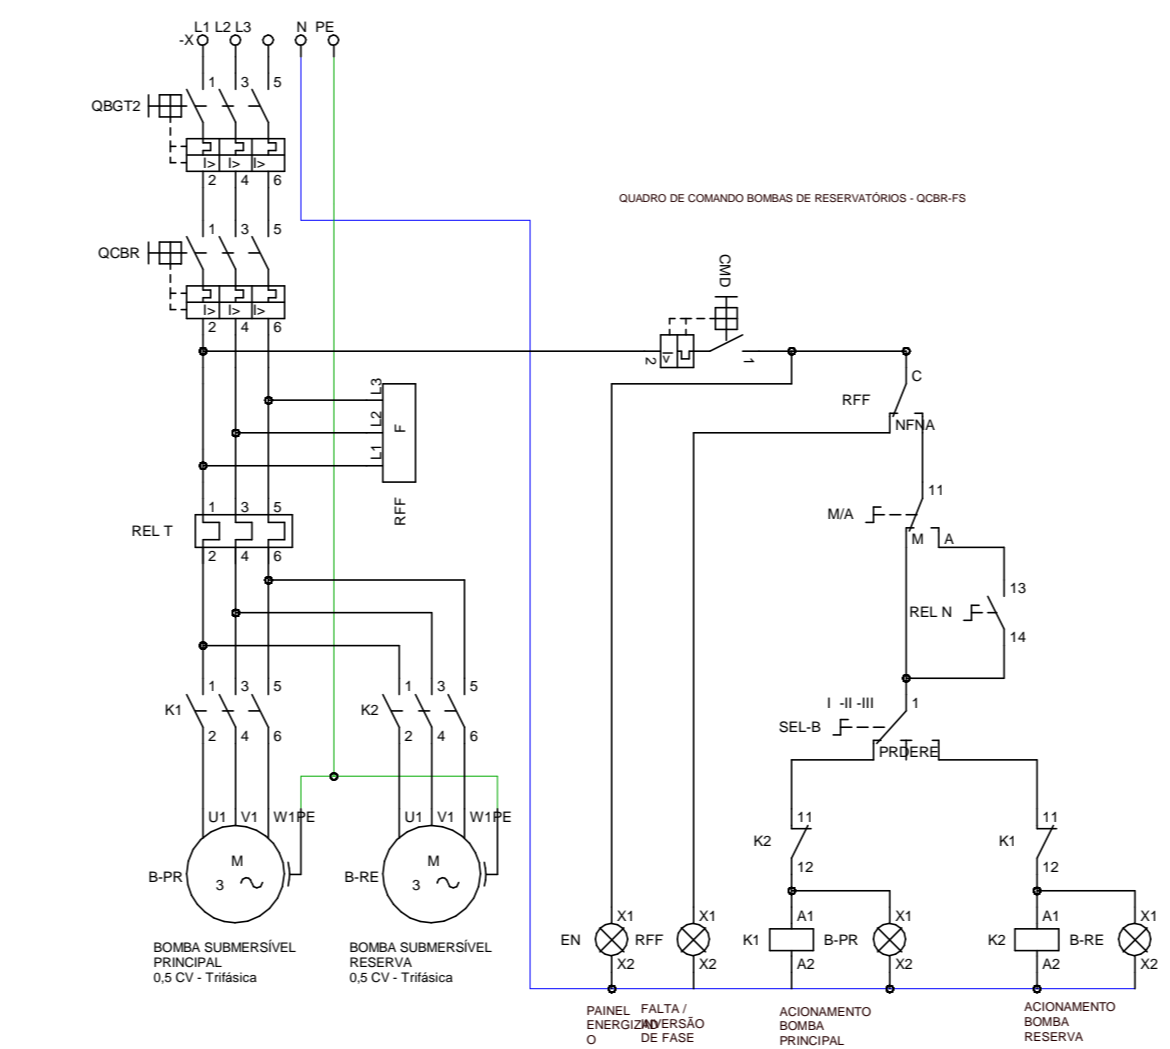 L1 L2 L3 N PE
-X
1 3 5
QBGT2
I> I> I>
2 4 6
QUADRO DE COMANDO BOMBAS DE RESERVATÓRIOS - QCBR-FS
1 3 5
QCBR
I> I> I>
2 4 6
CMD
2 V 1
L3
L2
L1
F
RFF
C
RFF
NFNA
11
M/A
M A
1 3 5
REL T
2 4 6
13
REL N
14
I -II -III 1
SEL-B
PRDERE
1 3 5
K1
2 4 6
1 3 5
K2
2 4 6
11
K2
12
11
K1
12
U1 V1 W1PE
M
3
B-PR
U1 V1 W1PE
M
3
B-RE
X1
EN
X2
X1
RFF
X2
A1
K1
A2
X1
B-PR
X2
A1
K2
A2
X1
B-RE
X2
BOMBA SUBMERSÍVEL
PRINCIPAL
0,5 CV - Trifásica
BOMBA SUBMERSÍVEL
RESERVA
0,5 CV - Trifásica
PAINEL
ENERGIZAD
O
FALTA /
INVERSÃO
DE FASE
ACIONAMENTO
BOMBA
PRINCIPAL
ACIONAMENTO
BOMBA
RESERVA